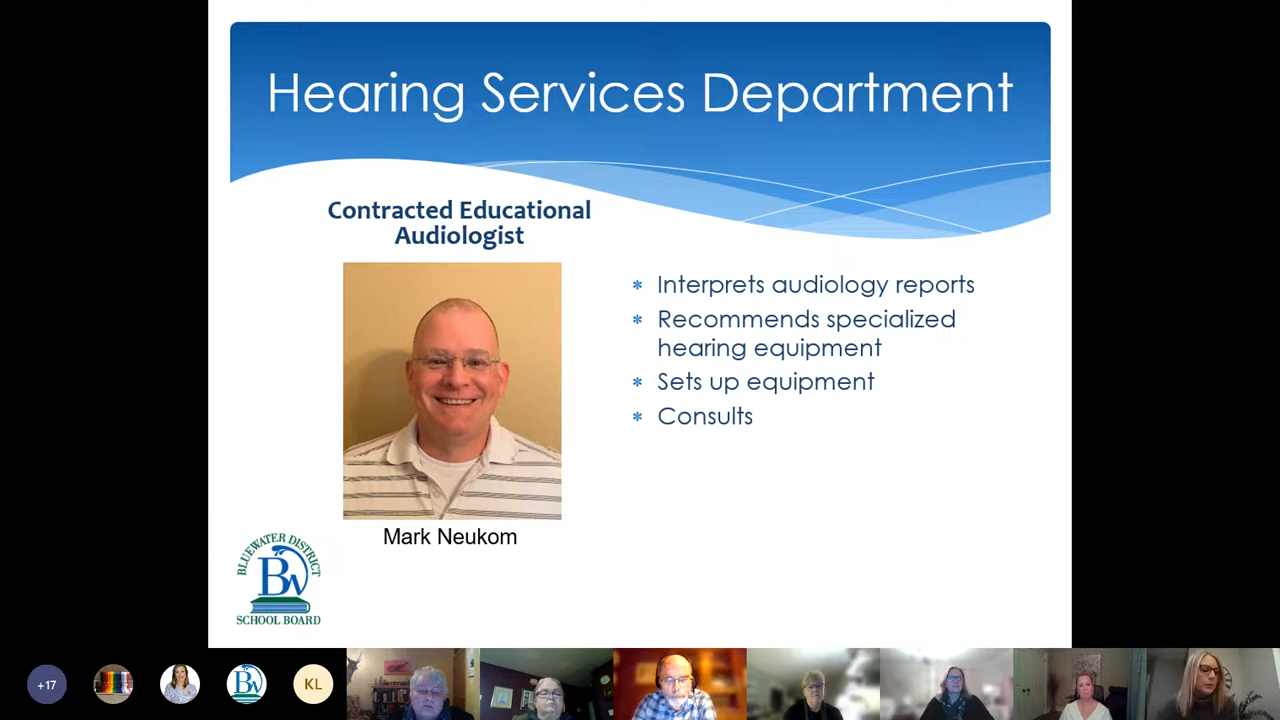 Hearing Services Department
Contracted Educational
Audiologist
* Interprets audiology reports
* Recommends specialized
hearing equipment
* Sets up equipment
* Consults
Mark Neukom
BLUEWATER DISTRICT
BW
SCHOOL BOARD
+17
BW
KL